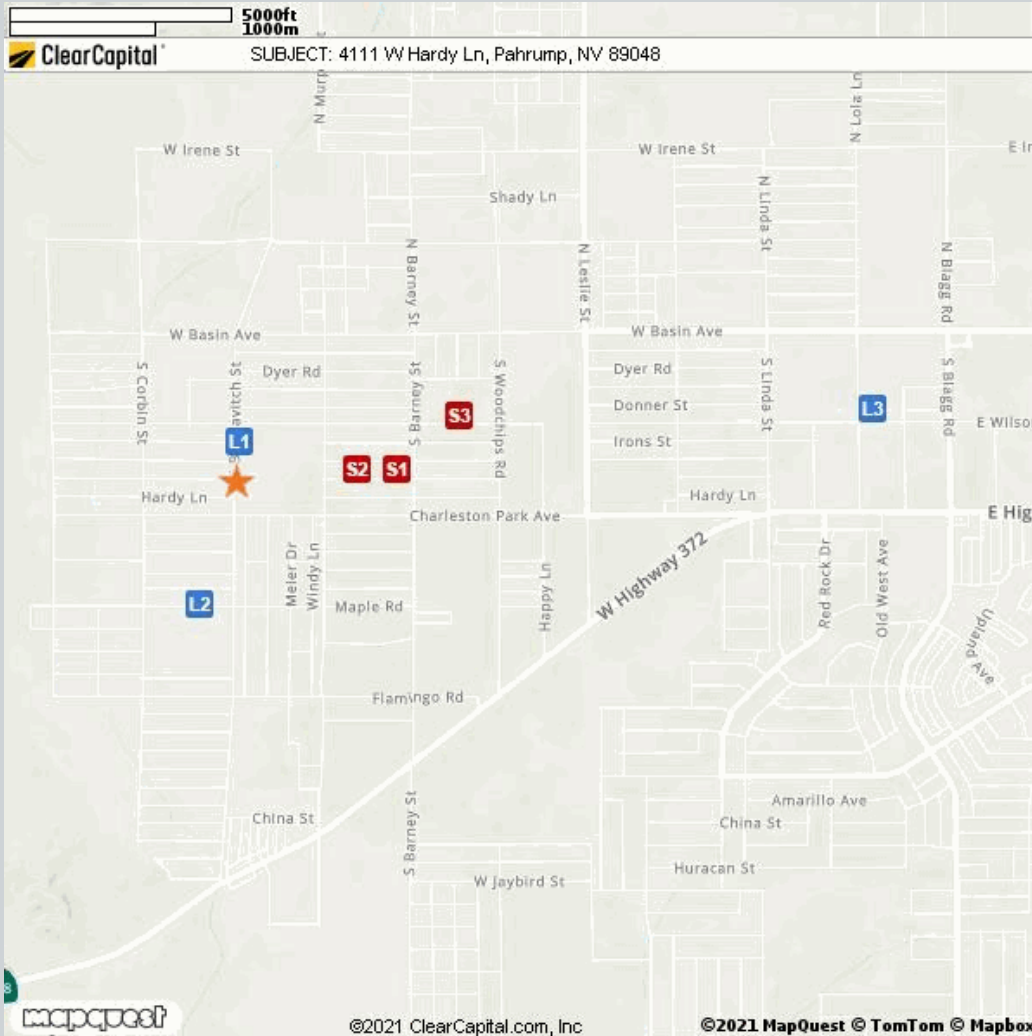 5000ft
1000m
ClearCapital
SUBJECT: 4111 W Hardy Ln, Pahrump, NV 89048
N Lola Ln
W Irene St
W Irene St
Shady Ln
N Linda St
N Barney St
N Leslie St
N Blagg Rd
W Basin Ave
W Basin Ave
S Corbin St
Dyer Rd
S Barney St
S Woodchips Rd
Dyer Rd
S Linda St
S Blagg Rd
S3
Donner St
L3
E Wilso
L1
Irons St
S2
S1
Hardy Ln
Hardy Ln
Charleston Park Ave
E Hig
W Highway 372
Meler Dr
Windy Ln
Happy Ln
Red Rock Dr
Old West Ave
L2
Maple Rd
Upland Ave
Flamingo Rd
China St
S Barney St
Amarillo Ave
China St
W Jaybird St
Huracan St
8
mapquest
©2021 ClearCapital.com, Inc
©2021 MapQuest © TomTom © Mapbox